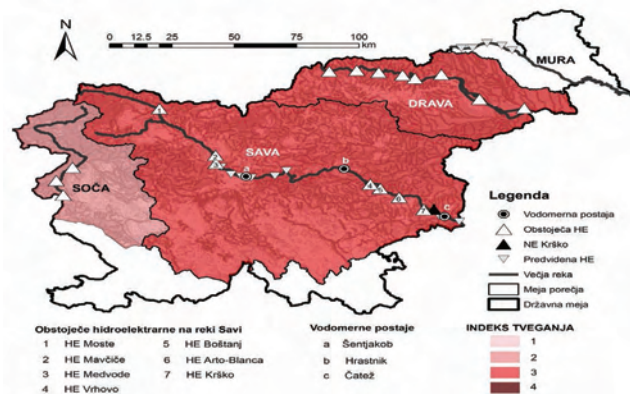 N
0 12.5 25 50 75 100
km
MURA
DRAVA
SAVA
SOČA
1
2
3
a
b
4
5
6
7
c
Legenda
Vodomerna postaja
Obstoječa HE
NE Krško
Predvidena HE
Večja reka
Meja porečja
Državna meja
Obstoječe hidroelektrarne na reki Savi
1 HE Moste
2 HE Mavčiče
3 HE Medvode
4 HE Vrhovo
5 HE Boštanj
6 HE Arto-Blanca
7 HE Krško
Vodomerne postaje
a Šentjakob
b Hrastnik
c Čatež
INDEKS TVEGANJA
1
2
3
4